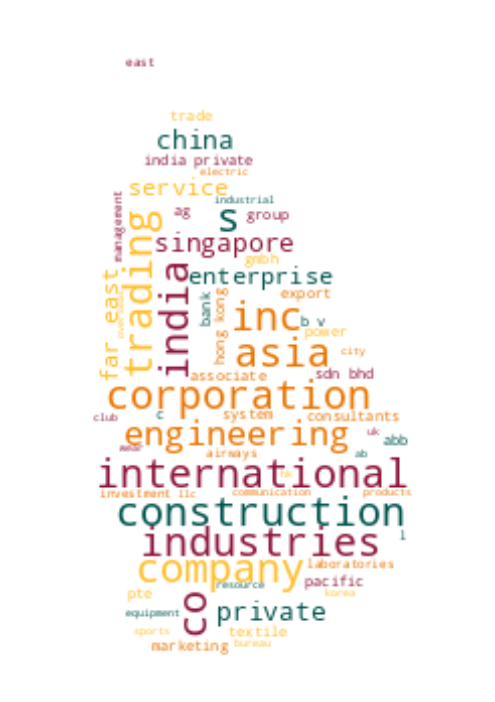 east
trade
china
india private
electric
service
industrial
management
ag
s
group
trading
singapore
gmbh
india
enterprise
far east
bank
hong kong
export
inc
b v
power
asia
city
associate
sdn bhd
corporation
club
c
system
consultants
engineering
uk
abb
wear
airways
ab
international
hk
investment
llc
communication
products
construction
industries
l
company
laboratories
resource
pacific
pte
korea
co
equipment
private
sports
textile
marketing
bureau